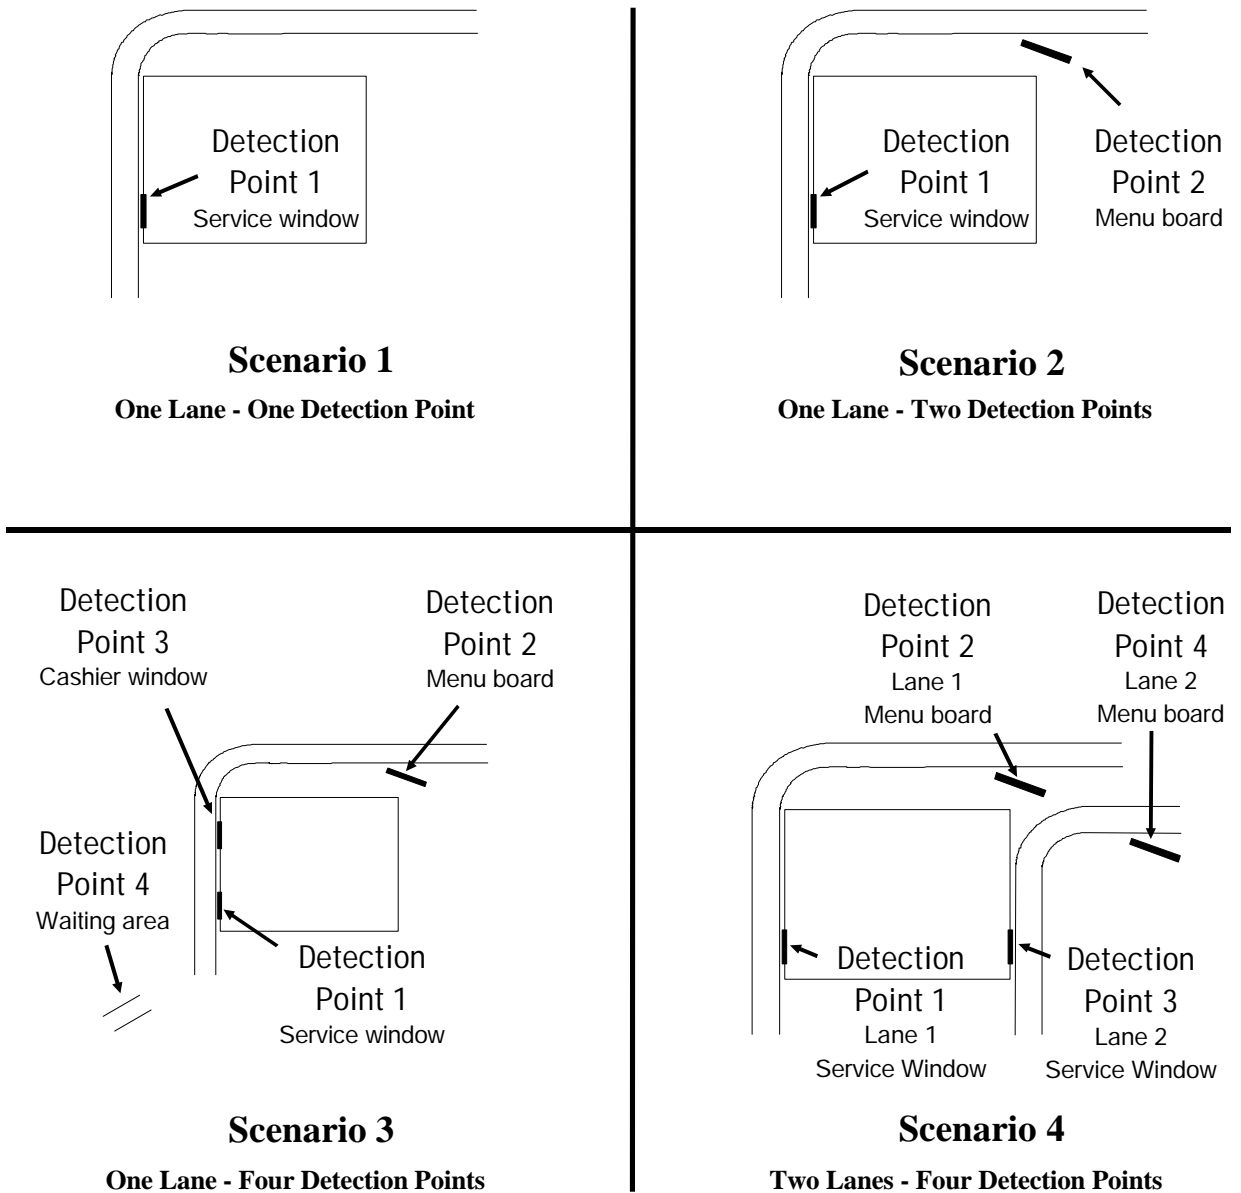 Detection
Point 1
Service window
Scenario 1
One Lane - One Detection Point
Detection
Point 1
Service window
Detection
Point 2
Menu board
Scenario 2
One Lane - Two Detection Points
Detection
Point 3
Cashier window
Detection
Point 2
Menu board
Detection
Point 4
Waiting area
Detection
Point 1
Service window
Scenario 3
One Lane - Four Detection Points
Detection
Point 2
Lane 1
Menu board
Detection
Point 4
Lane 2
Menu board
Detection
Point 1
Lane 1
Service Window
Detection
Point 3
Lane 2
Service Window
Scenario 4
Two Lanes - Four Detection Points